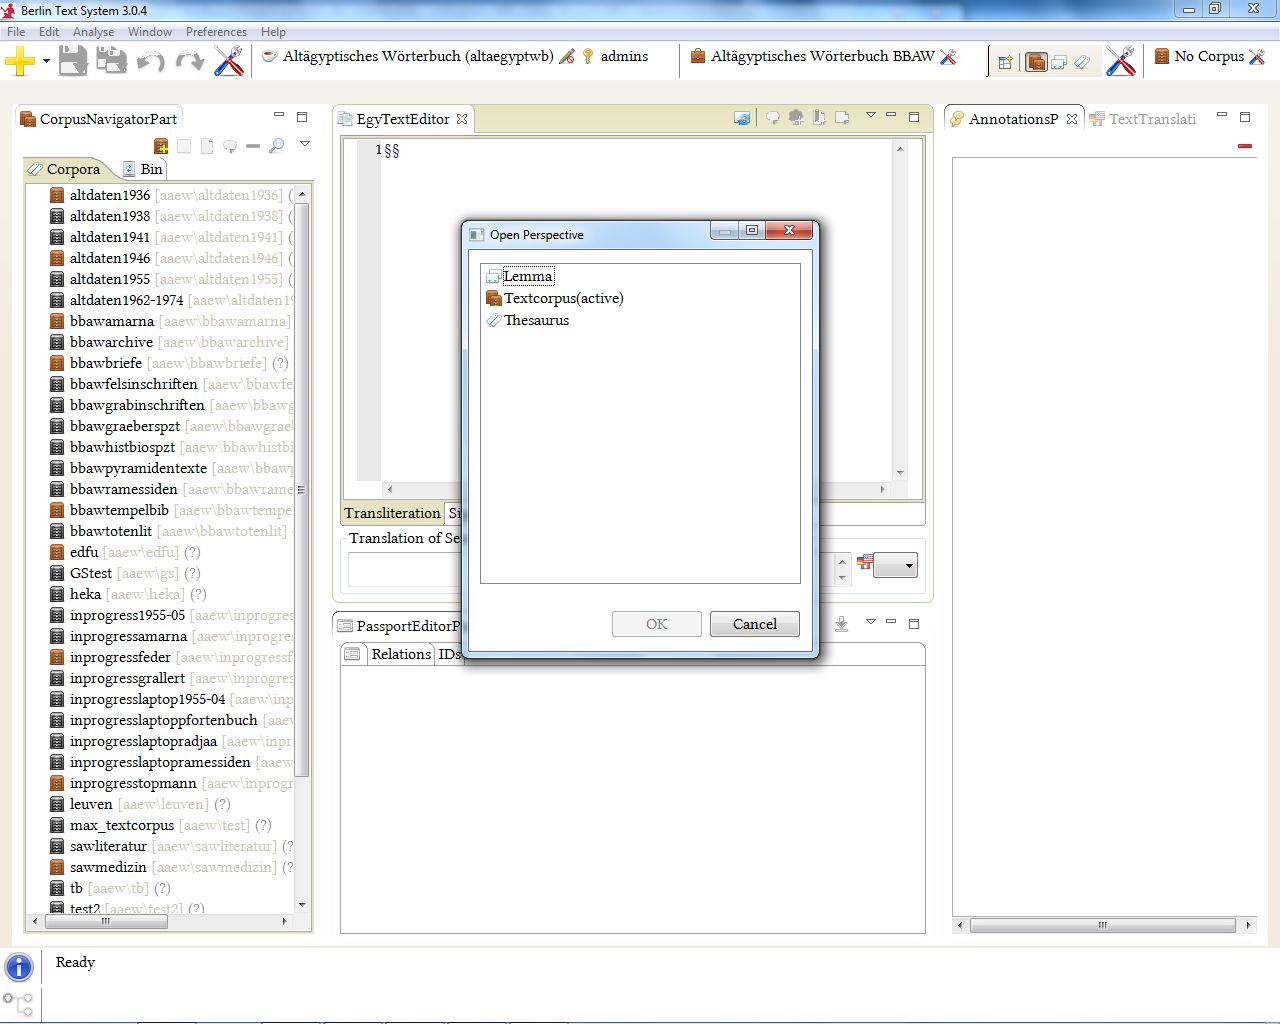 Berlin Text System 3.0.4
File Edit Analyse Window Preferences Help
Altägyptisches Wörterbuch (altaegyptwb) admins Altägyptisches Wörterbuch BBAW No Corpus
CorpusNavigatorPart
Corpora Bin
altdaten1936 [aaew\altdaten1936] (
altdaten1938 [aaew\altdaten1938] (
altdaten1941 [aaew\altdaten1941] (
altdaten1946 [aaew\altdaten1946] (
altdaten1955 [aaew\altdaten1955] (
altdaten1962-1974 [aaew\altdaten19
bbawamarna [aaew\bbawamarna]
bbawarchive [aaew\bbawarchive]
bbawbriefe [aaew\bbawbriefe] (?)
bbawfelsinschriften [aaew\bbawfe
bbawgrabinschriften [aaew\bbawg
bbawgraeberspzt [aaew\bbawgrael
bbawhistbiospzt [aaew\bbawhistbi
bbawpyramidentexte [aaew\bbawp
bbawramessiden [aaew\bbawrame
bbawtempelbib [aaew\bbawtempe
bbawtotenlit [aaew\bbawtotenlit]
edfu [aaew\edfu] (?)
GStest [aaew\gs] (?)
heka [aaew\heka] (?)
inprogress1955-05 [aaew\inprogres
inprogressamarna [aaew\inprogre
inprogressfeder [aaew\inprogressf
inprogressgrallert [aaew\inprogres
inprogresslaptop1955-04 [aaew\inp
inprogresslaptoppfortenbuch [aaew
inprogresslaptopradjaa [aaew\inpr
inprogresslaptopramessiden [aaew
inprogresstopmann [aaew\inprogr
leuven [aaew\leuven] (?)
max_textcorpus [aaew\test] (?)
sawliteratur [aaew\sawliteratur] (?
sawmedizin [aaew\sawmedizin] (?
tb [aaew\tb] (?)
test2 [aaew\test2] (?)
EgyTextEditor
1 §§
Transliteration Si
Translation of Se
PassportEditorP
Relations IDs
Open Perspective
Lemma
Textcorpus(active)
Thesaurus
OK Cancel
AnnotationsP TextTranslati
Ready